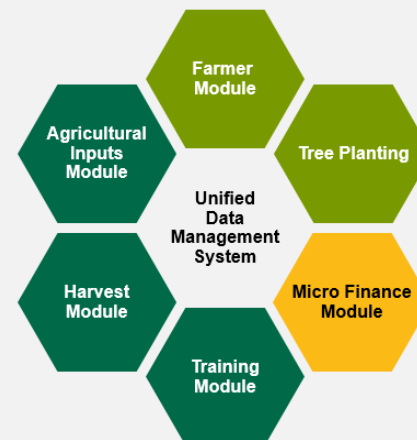 Farmer
Module
Agricultural
Inputs
Module
Tree Planting
Unified
Data
Management
System
Harvest
Module
Micro Finance
Module
Training
Module